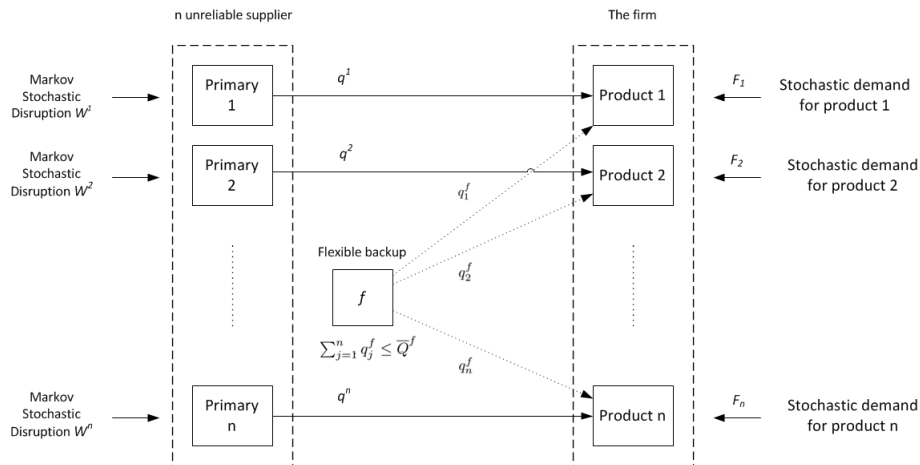 n unreliable supplier
The firm
Markov
Stochastic
Disruption W¹
Primary
1
q¹
Product 1
F₁
Stochastic demand
for product 1
Markov
Stochastic
Disruption W²
Primary
2
q²
Product 2
F₂
Stochastic demand
for product 2
q₁ᶠ
Flexible backup
f
q₂ᶠ
∑ⁿⱼ₌₁ qⱼᶠ ≤ Q̅ᶠ
qₙᶠ
Markov
Stochastic
Disruption Wⁿ
Primary
n
qⁿ
Product n
Fₙ
Stochastic demand
for product n